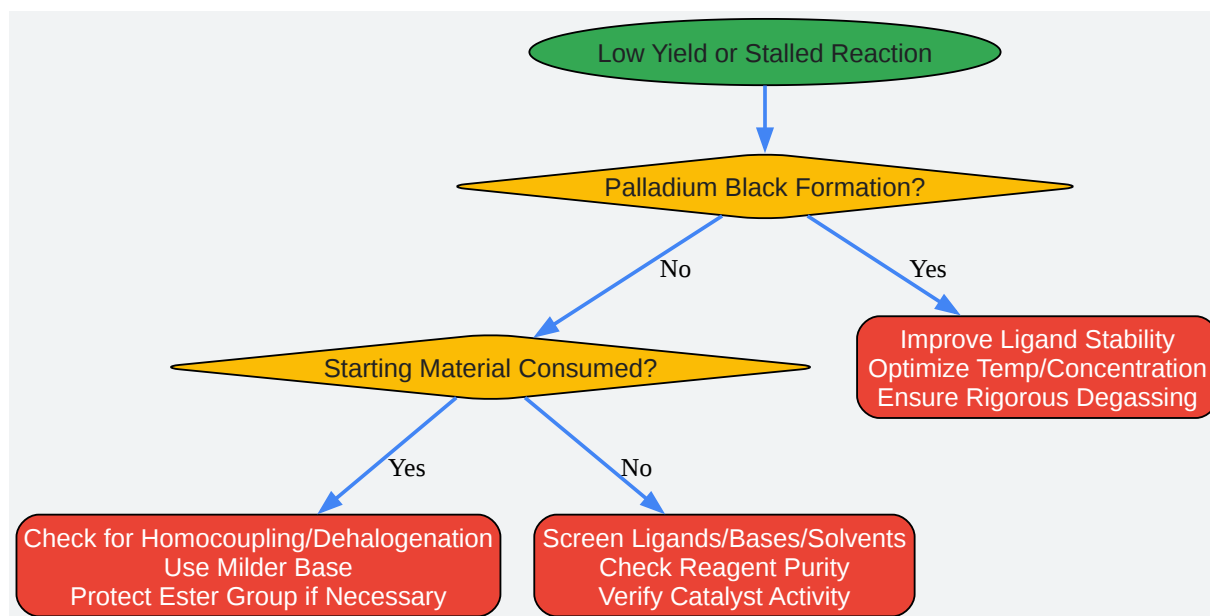 Low Yield or Stalled Reaction
Palladium Black Formation?
No
Yes
Improve Ligand Stability
Optimize Temp/Concentration
Ensure Rigorous Degassing
Starting Material Consumed?
Yes
No
Check for Homocoupling/Dehalogenation
Use Milder Base
Protect Ester Group if Necessary
Screen Ligands/Bases/Solvents
Check Reagent Purity
Verify Catalyst Activity